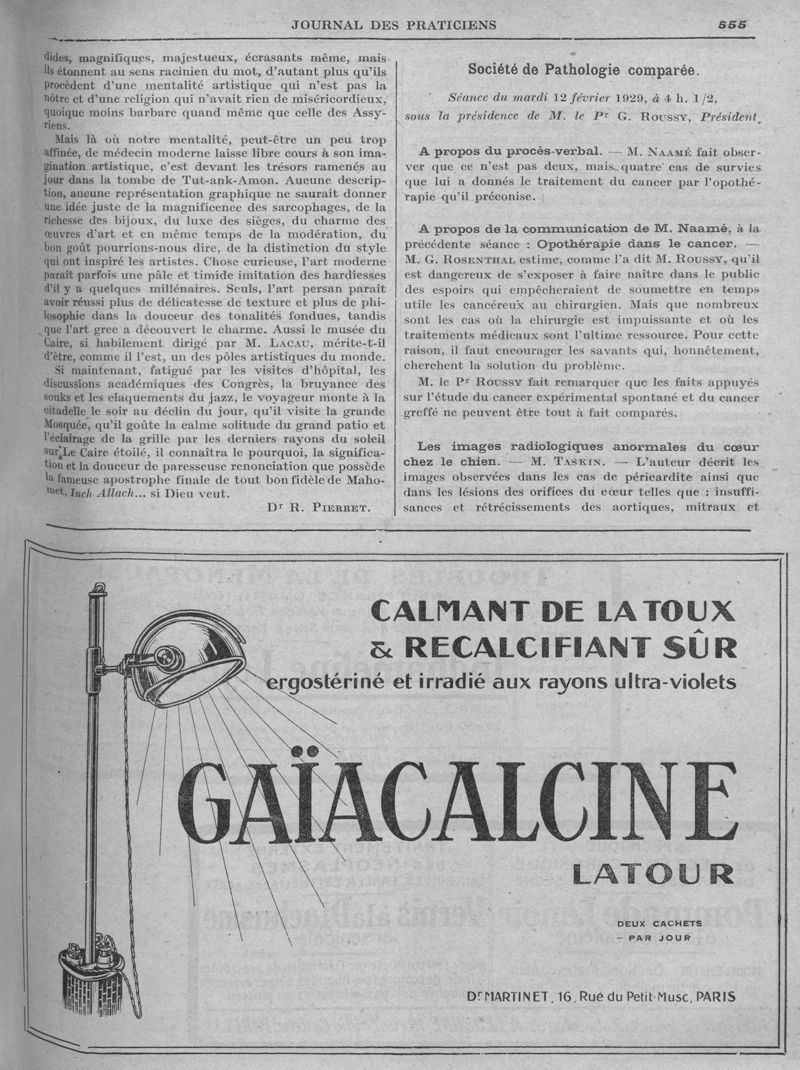 JOURNAL DES PRATICIENS
555
dides, magnifiques, majestueux, écrasants même, mais
ils étonnent au sens racinien du mot, d'autant plus qu'ils
procèdent d'une mentalité artistique qui n'est pas la
nôtre et d'une religion qui n'avait rien de miséricordieux,
quoique moins barbare quand même que celle des Assy-
riens.
Mais là où notre mentalité, peut-être un peu trop
affinée, de médecin moderne laisse libre cours à son ima-
gination artistique, c'est devant les trésors ramenés au
jour dans la tombe de Tut-ank-Amon. Aucune descrip-
tion, aucune représentation graphique ne saurait donner
une idée juste de la magnificence des sarcophages, de la
richesse des bijoux, du luxe des sièges, du charme des
œuvres d'art et en même temps de la modération, du
bon goût pourrions-nous dire, de la distinction du style
qui ont inspiré les artistes. Chose curieuse, l'art moderne
paraît parfois une pâle et timide imitation des hardiesses
d'il y a quelques millénaires. Seuls, l'art persan paraît
avoir réussi plus de délicatesse de texture et plus de phi-
losophie dans la douceur des tonalités fondues, tandis
que l'art grec a découvert le charme. Aussi le musée du
Caire, si habilement dirigé par M. LACAU, mérite-t-il
d'être, comme il l'est, un des pôles artistiques du monde.
Si maintenant, fatigué par les visites d'hôpital, les
discussions académiques des Congrès, la bruyance des
souks et les claquements du jazz, le voyageur monte à la
citadelle le soir au déclin du jour, qu'il visite la grande
Mosquée, qu'il goûte la calme solitude du grand patio et
l'éclairage de la grille par les derniers rayons du soleil
sur Le Caire étoilé, il connaîtra le pourquoi, la significa-
tion et la douceur de paresseuse renonciation que possède
la fameuse apostrophe finale de tout bon fidèle de Maho-
met, Inch Allach... si Dieu veut.
Dr R. PIERRET.
Société de Pathologie comparée.
Séance du mardi 12 février 1929, à 4 h. 1/2,
sous la présidence de M. le Pr G. ROUSSY, Président.
A propos du procès-verbal. — M. NAAMÉ fait obser-
ver que ce n'est pas deux, mais quatre cas de survies
que lui a donnés le traitement du cancer par l'opothé-
rapie qu'il préconise.
A propos de la communication de M. Naamé, à la
précédente séance : Opothérapie dans le cancer. —
M. G. ROSENTHAL estime, comme l'a dit M. ROUSSY, qu'il
est dangereux de s'exposer à faire naître dans le public
des espoirs qui empêcheraient de soumettre en temps
utile les cancéreux au chirurgien. Mais que nombreux
sont les cas où la chirurgie est impuissante et où les
traitements médicaux sont l'ultime ressource. Pour cette
raison, il faut encourager les savants qui, honnêtement,
cherchent la solution du problème.
M. le Pr ROUSSY fait remarquer que les faits appuyés
sur l'étude du cancer expérimental spontané et du cancer
greffé ne peuvent être tout à fait comparés.
Les images radiologiques anormales du cœur
chez le chien. — M. TASKIN. — L'auteur décrit les
images observées dans les cas de péricardite ainsi que
dans les lésions des orifices du cœur telles que : insuffi-
sances et rétrécissements des aortiques, mitraux et
CALMANT DE LA TOUX
& RECALCIFIANT SÛR
ergostériné et irradié aux rayons ultra-violets
GAÏACALCINE
LATOUR
DEUX CACHETS
— PAR JOUR
Dr MARTINET, 16, Rue du Petit-Musc, PARIS